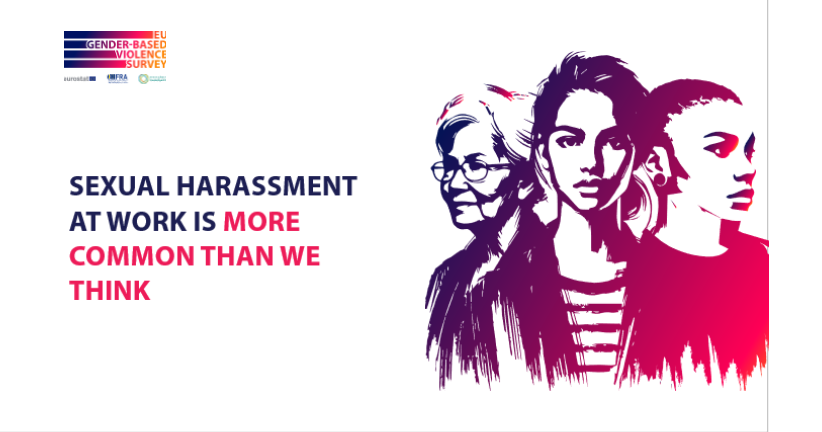 EU
GENDER-BASED
VIOLENCE
SURVEY
eurostat
FRA
SEXUAL HARASSMENT
AT WORK IS MORE
COMMON THAN WE
THINK